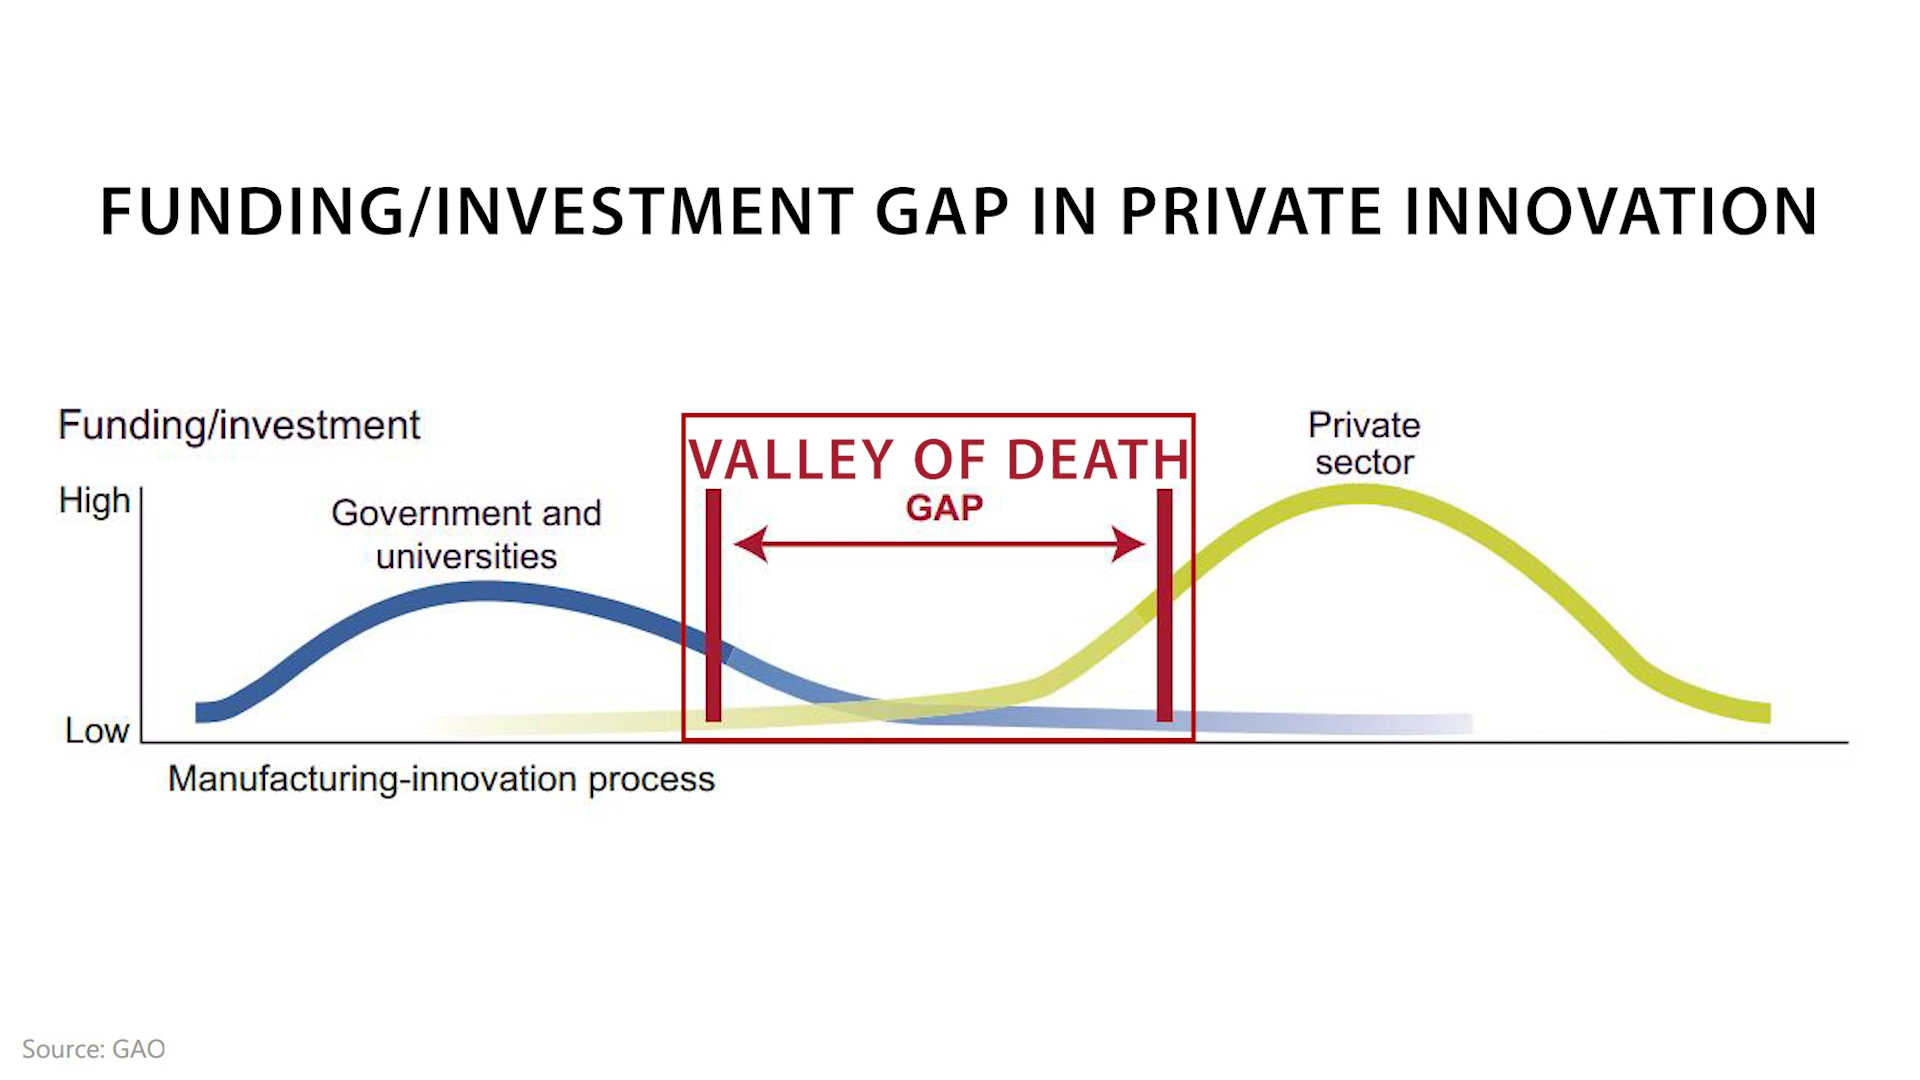 FUNDING/INVESTMENT GAP IN PRIVATE INNOVATION
Funding/investment
High
Low
Government and
universities
VALLEY OF DEATH
GAP
Private
sector
Manufacturing-innovation process
Source: GAO